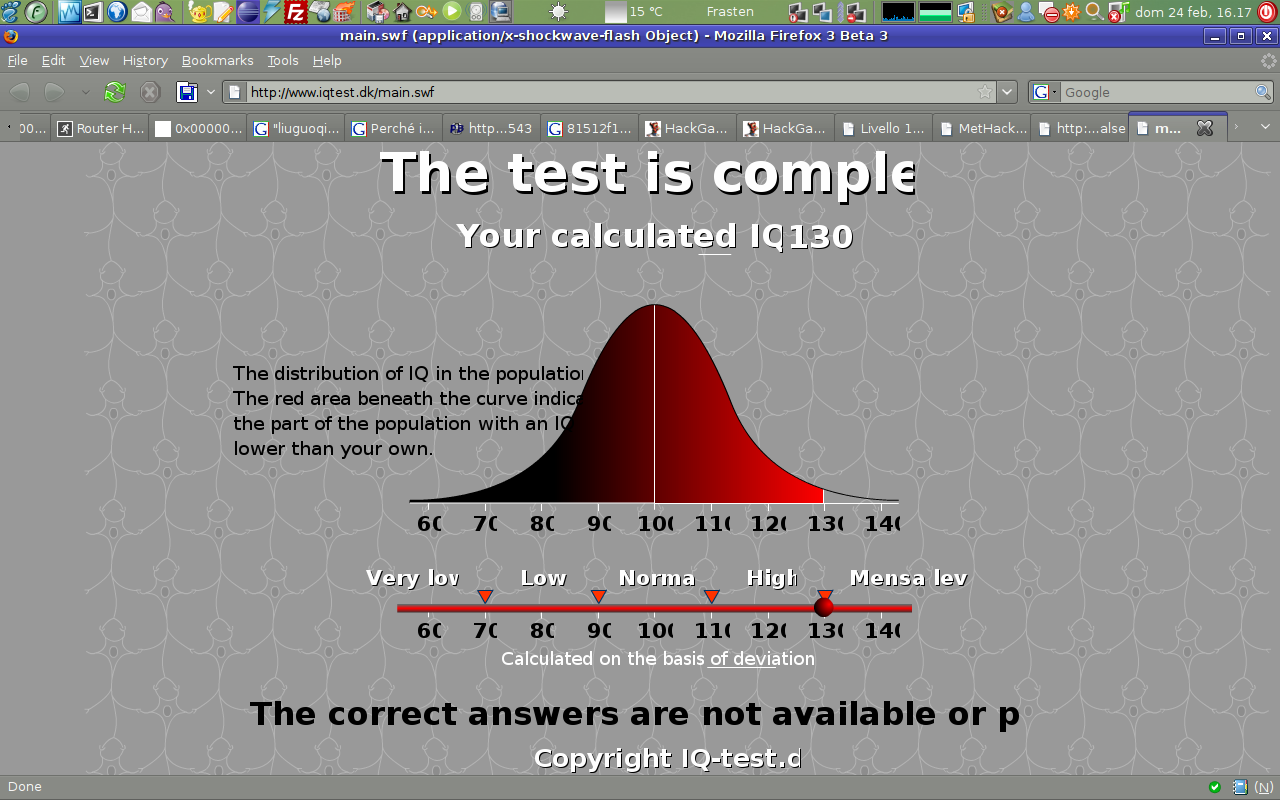 15 °C Frasten dom 24 feb, 16.17
main.swf (application/x-shockwave-flash Object) - Mozilla Firefox 3 Beta 3
File Edit View History Bookmarks Tools Help
http://www.iqtest.dk/main.swf Google
00... Router H... 0x00000... "liuguoqi... Perché i... http...543 81512f1... HackGa... HackGa... Livello 1... MetHack... http:...alse m...
The test is comple
Your calculated IQ130
The distribution of IQ in the population
The red area beneath the curve indica
the part of the population with an IQ
lower than your own.
60 70 80 90 100 110 120 130 140
Very low Low Norma High Mensa lev
60 70 80 90 100 110 120 130 140
Calculated on the basis of deviation
The correct answers are not available or p
Copyright IQ-test.d
Done (N)